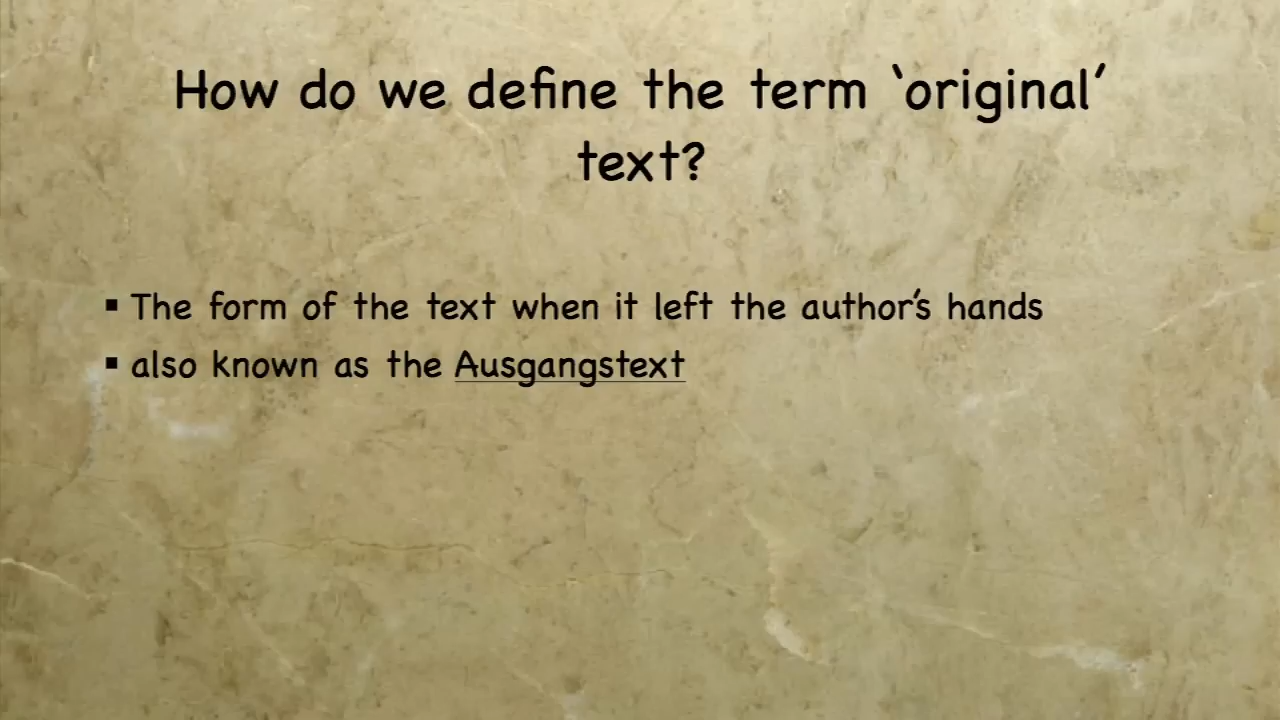 How do we define the term ‘original’
text?
▪ The form of the text when it left the author’s hands
▪ also known as the Ausgangstext